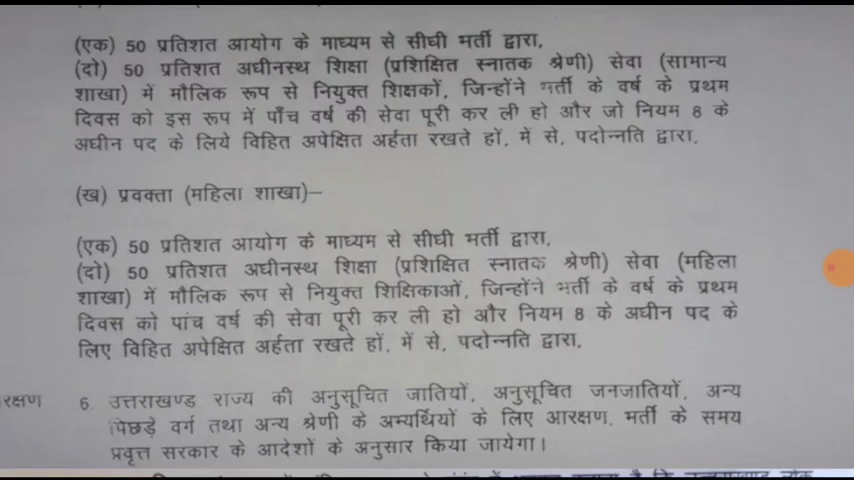 (एक) 50 प्रतिशत आयोग के माध्यम से सीधी भर्ती द्वारा,
(दो) 50 प्रतिशत अधीनस्थ शिक्षा (प्रशिक्षित स्नातक श्रेणी) सेवा (सामान्य
शाखा) में मौलिक रूप से नियुक्त शिक्षकों, जिन्होंने भर्ती के वर्ष के प्रथम
दिवस को इस रूप में पाँच वर्ष की सेवा पूरी कर ली हो और जो नियम 8 के
अधीन पद के लिये विहित अपेक्षित अर्हता रखते हों, में से, पदोन्नति द्वारा,
(ख) प्रवक्ता (महिला शाखा)–
(एक) 50 प्रतिशत आयोग के माध्यम से सीधी भर्ती द्वारा,
(दो) 50 प्रतिशत अधीनस्थ शिक्षा (प्रशिक्षित स्नातक श्रेणी) सेवा (महिला
शाखा) में मौलिक रूप से नियुक्त शिक्षिकाओं, जिन्होंने भर्ती के वर्ष के प्रथम
दिवस को पांच वर्ष की सेवा पूरी कर ली हो और नियम 8 के अधीन पद के
लिए विहित अपेक्षित अर्हता रखते हों, में से, पदोन्नति द्वारा,
रक्षण 6. उत्तराखण्ड राज्य की अनुसूचित जातियों, अनुसूचित जनजातियों, अन्य
पिछड़े वर्ग तथा अन्य श्रेणी के अभ्यर्थियों के लिए आरक्षण, भर्ती के समय
प्रवृत्त सरकार के आदेशों के अनुसार किया जायेगा।